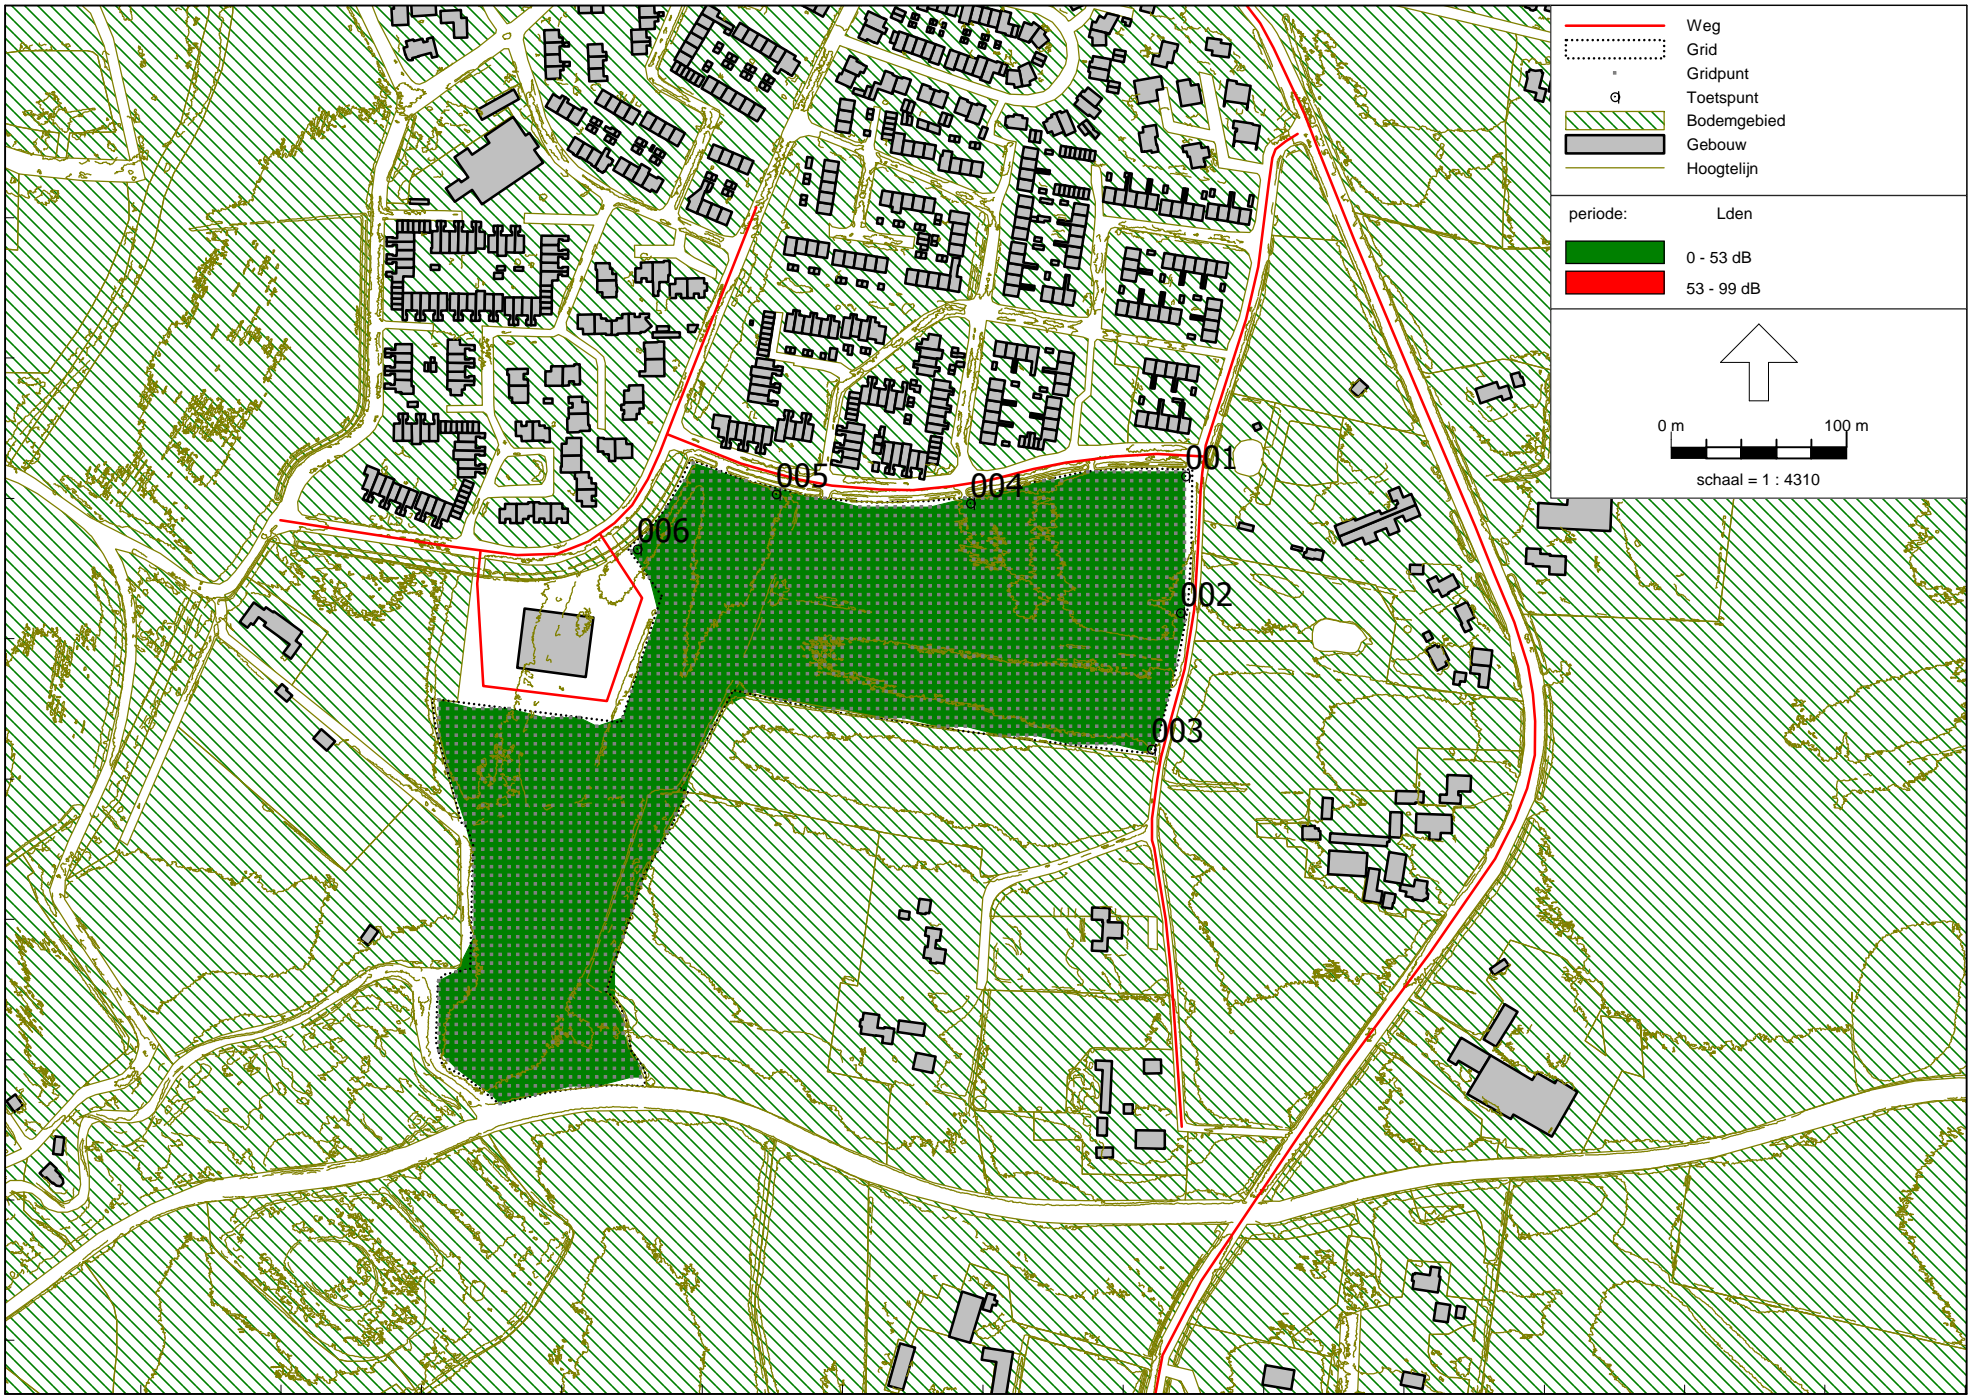 Weg
Grid
Gridpunt
Toetspunt
Bodemgebied
Gebouw
Hoogtelijn
periode: Lden
0 - 53 dB
53 - 99 dB
0 m 100 m
schaal = 1 : 4310
001
005
004
006
002
003